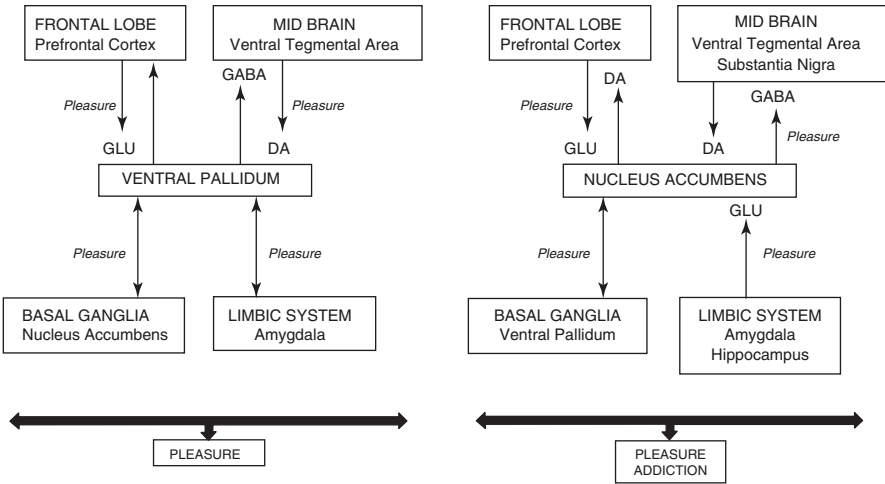 FRONTAL LOBE
Prefrontal Cortex
MID BRAIN
Ventral Tegmental Area
GABA
Pleasure
Pleasure
GLU
DA
VENTRAL PALLIDUM
Pleasure
Pleasure
BASAL GANGLIA
Nucleus Accumbens
LIMBIC SYSTEM
Amygdala
PLEASURE
FRONTAL LOBE
Prefrontal Cortex
MID BRAIN
Ventral Tegmental Area
Substantia Nigra
DA
GABA
Pleasure
Pleasure
GLU
DA
NUCLEUS ACCUMBENS
GLU
Pleasure
Pleasure
BASAL GANGLIA
Ventral Pallidum
LIMBIC SYSTEM
Amygdala
Hippocampus
PLEASURE
ADDICTION